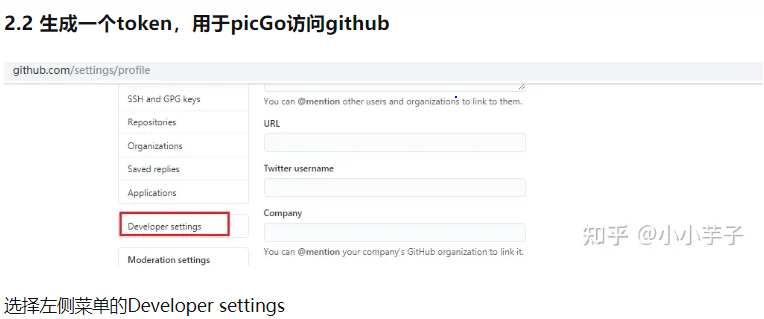 2.2 生成一个token，用于picGo访问github
github.com/settings/profile
SSH and GPG keys
Repositories
Organizations
Saved replies
Applications
Developer settings
Moderation settings
You can @mention other users and organizations to link to them.
URL
Twitter username
Company
You can @mention your company's GitHub organization to link it.
知乎 @小小芋子
选择左侧菜单的Developer settings